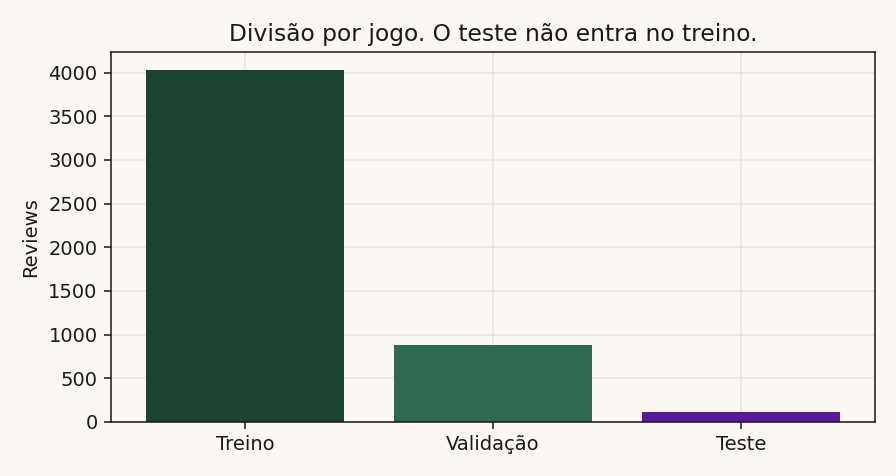 Divisão por jogo. O teste não entra no treino.
Reviews
4000
3500
3000
2500
2000
1500
1000
500
0
Treino
Validação
Teste